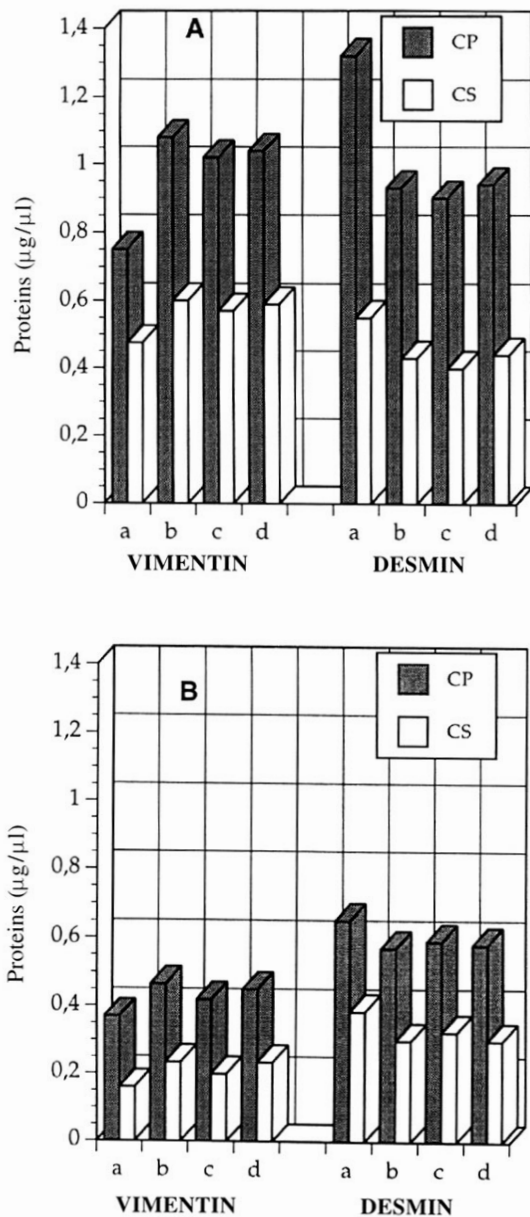 A
CP
CS
1,4
1,2
1
0,8
0,6
0,4
0,2
0
Proteins (µg/µl)
a b c d a b c d
VIMENTIN DESMIN
B
CP
CS
1,4
1,2
1
0,8
0,6
0,4
0,2
0
Proteins (µg/µl)
a b c d a b c d
VIMENTIN DESMIN